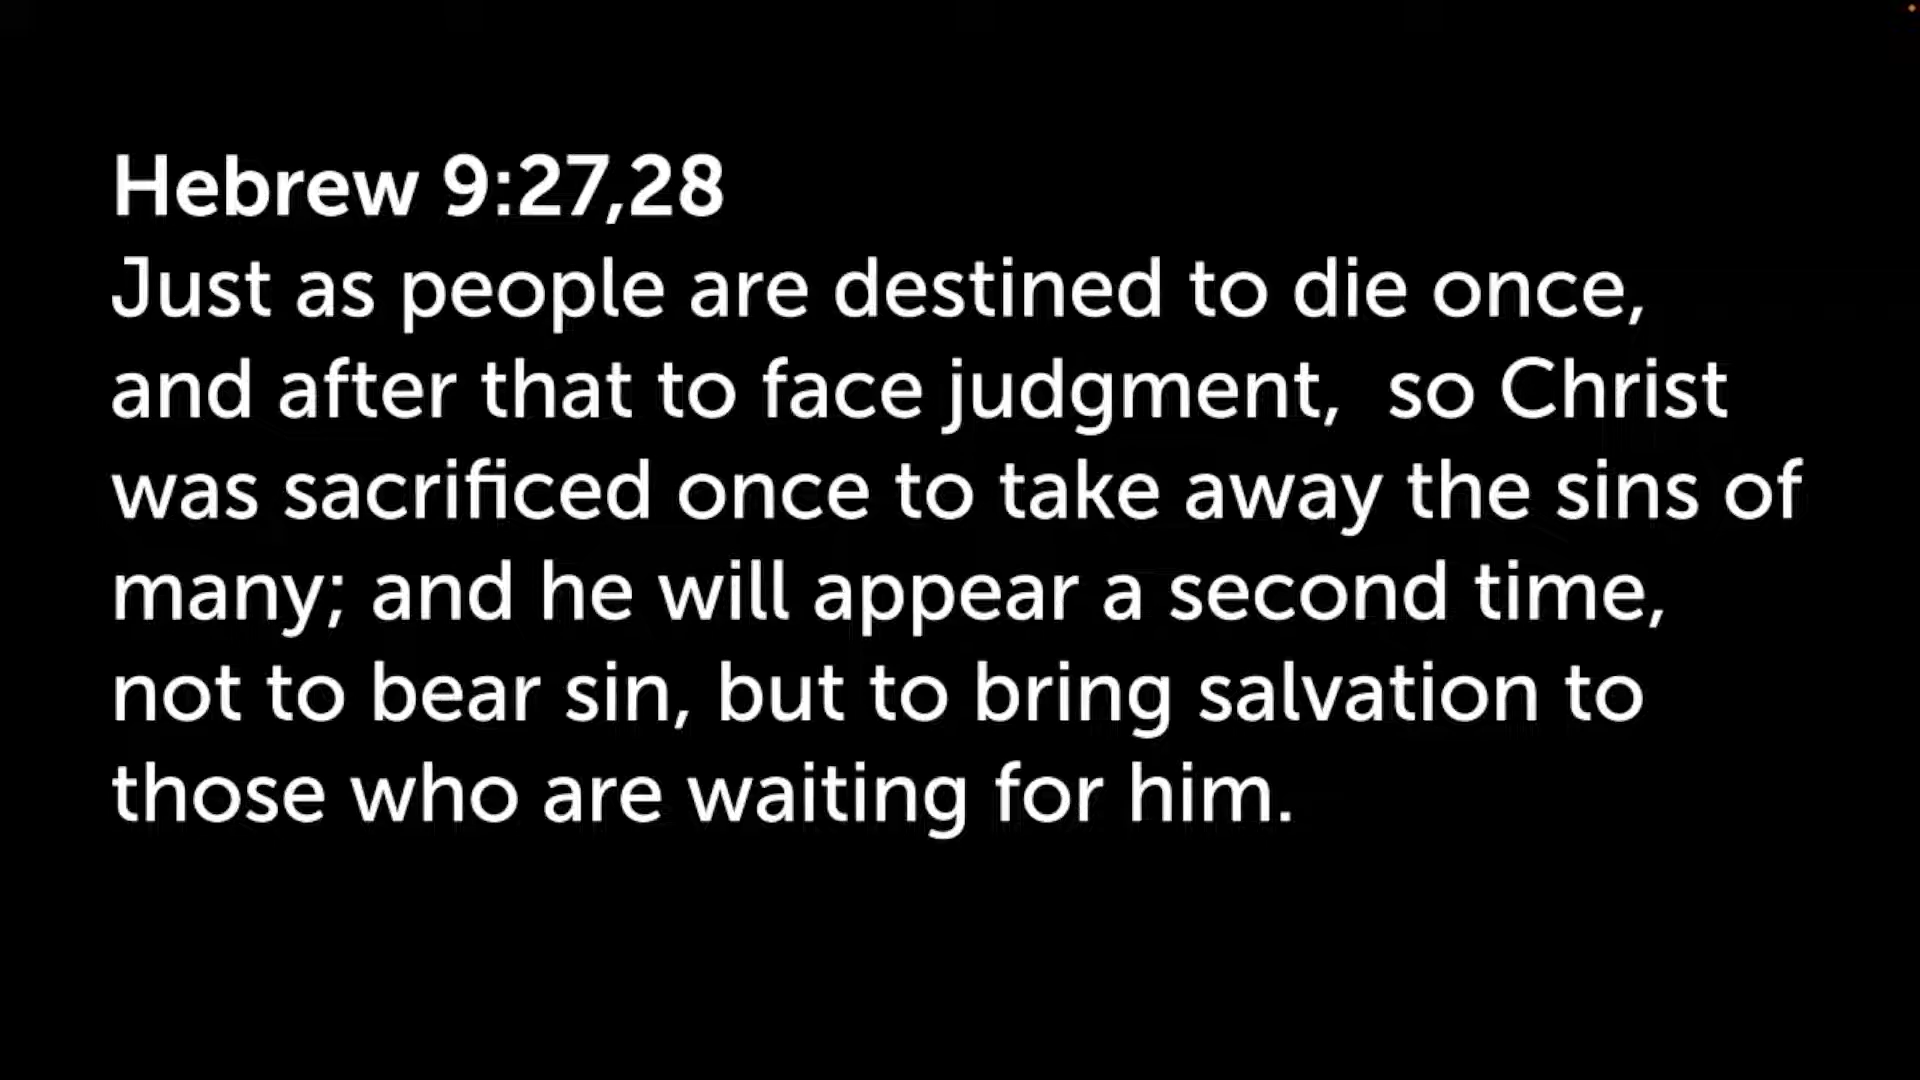 Hebrew 9:27,28
Just as people are destined to die once,
and after that to face judgment,  so Christ
was sacrificed once to take away the sins of
many; and he will appear a second time,
not to bear sin, but to bring salvation to
those who are waiting for him.